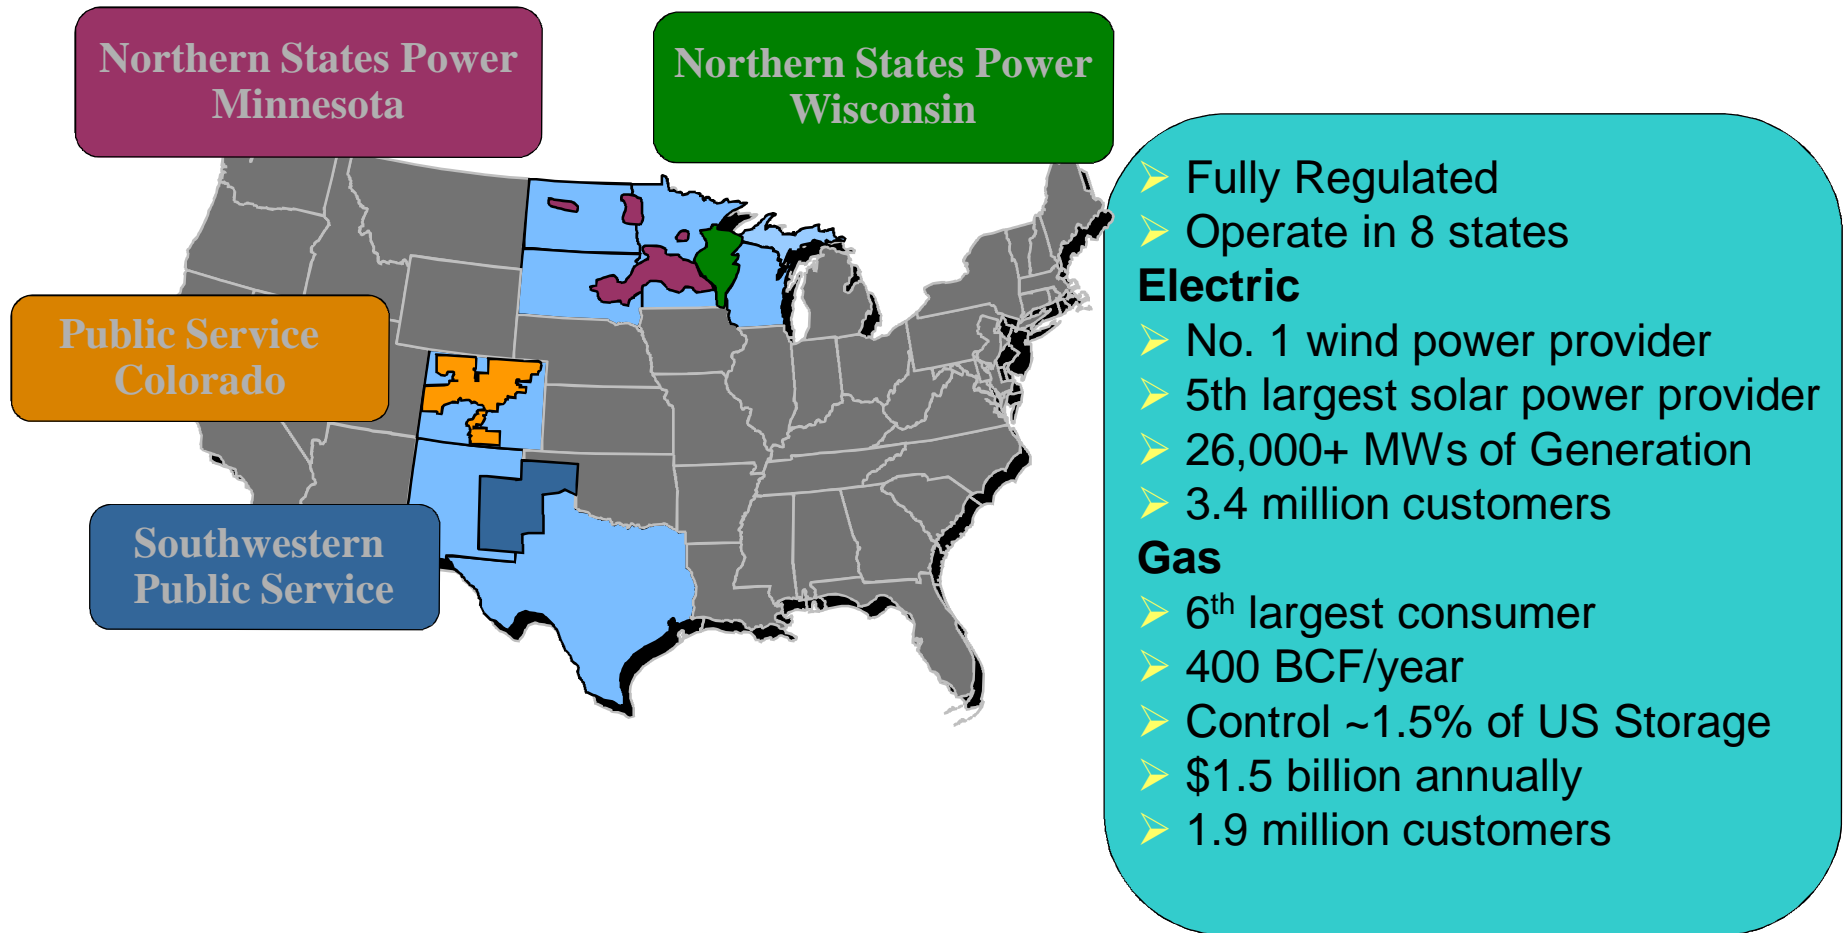 Northern States Power
Minnesota
Northern States Power
Wisconsin
Public Service
Colorado
Southwestern
Public Service
➢ Fully Regulated
➢ Operate in 8 states
Electric
➢ No. 1 wind power provider
➢ 5th largest solar power provider
➢ 26,000+ MWs of Generation
➢ 3.4 million customers
Gas
➢ 6th largest consumer
➢ 400 BCF/year
➢ Control ~1.5% of US Storage
➢ $1.5 billion annually
➢ 1.9 million customers